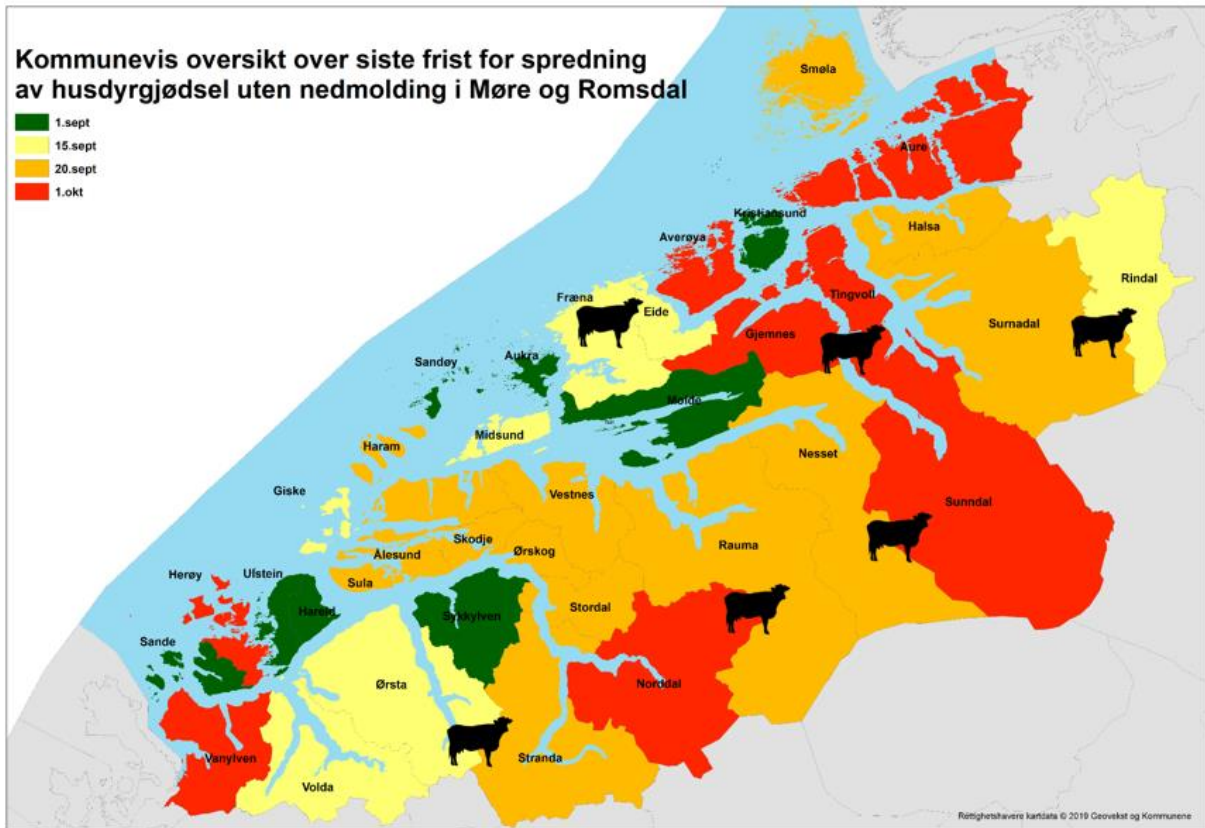 Kommunevis oversikt over siste frist for spredning
av husdyrgjødsel uten nedmolding i Møre og Romsdal
1.sept
15.sept
20.sept
1.okt
Smøla
Aure
Kristiansund
Halsa
Averøya
Rindal
Tingvoll
Fræna
Eide
Surnadal
Gjemnes
Aukra
Sandøy
Molde
Midsund
Haram
Nesset
Giske
Vestnes
Sunndal
Skodje
Rauma
Ålesund
Ørskog
Ulstein
Herøy
Sula
Hareid
Stordal
Sykkylven
Sande
Ørsta
Norddal
Vanylven
Stranda
Volda
Rettighetshavere kartdata © 2019 Geovekst og Kommunene